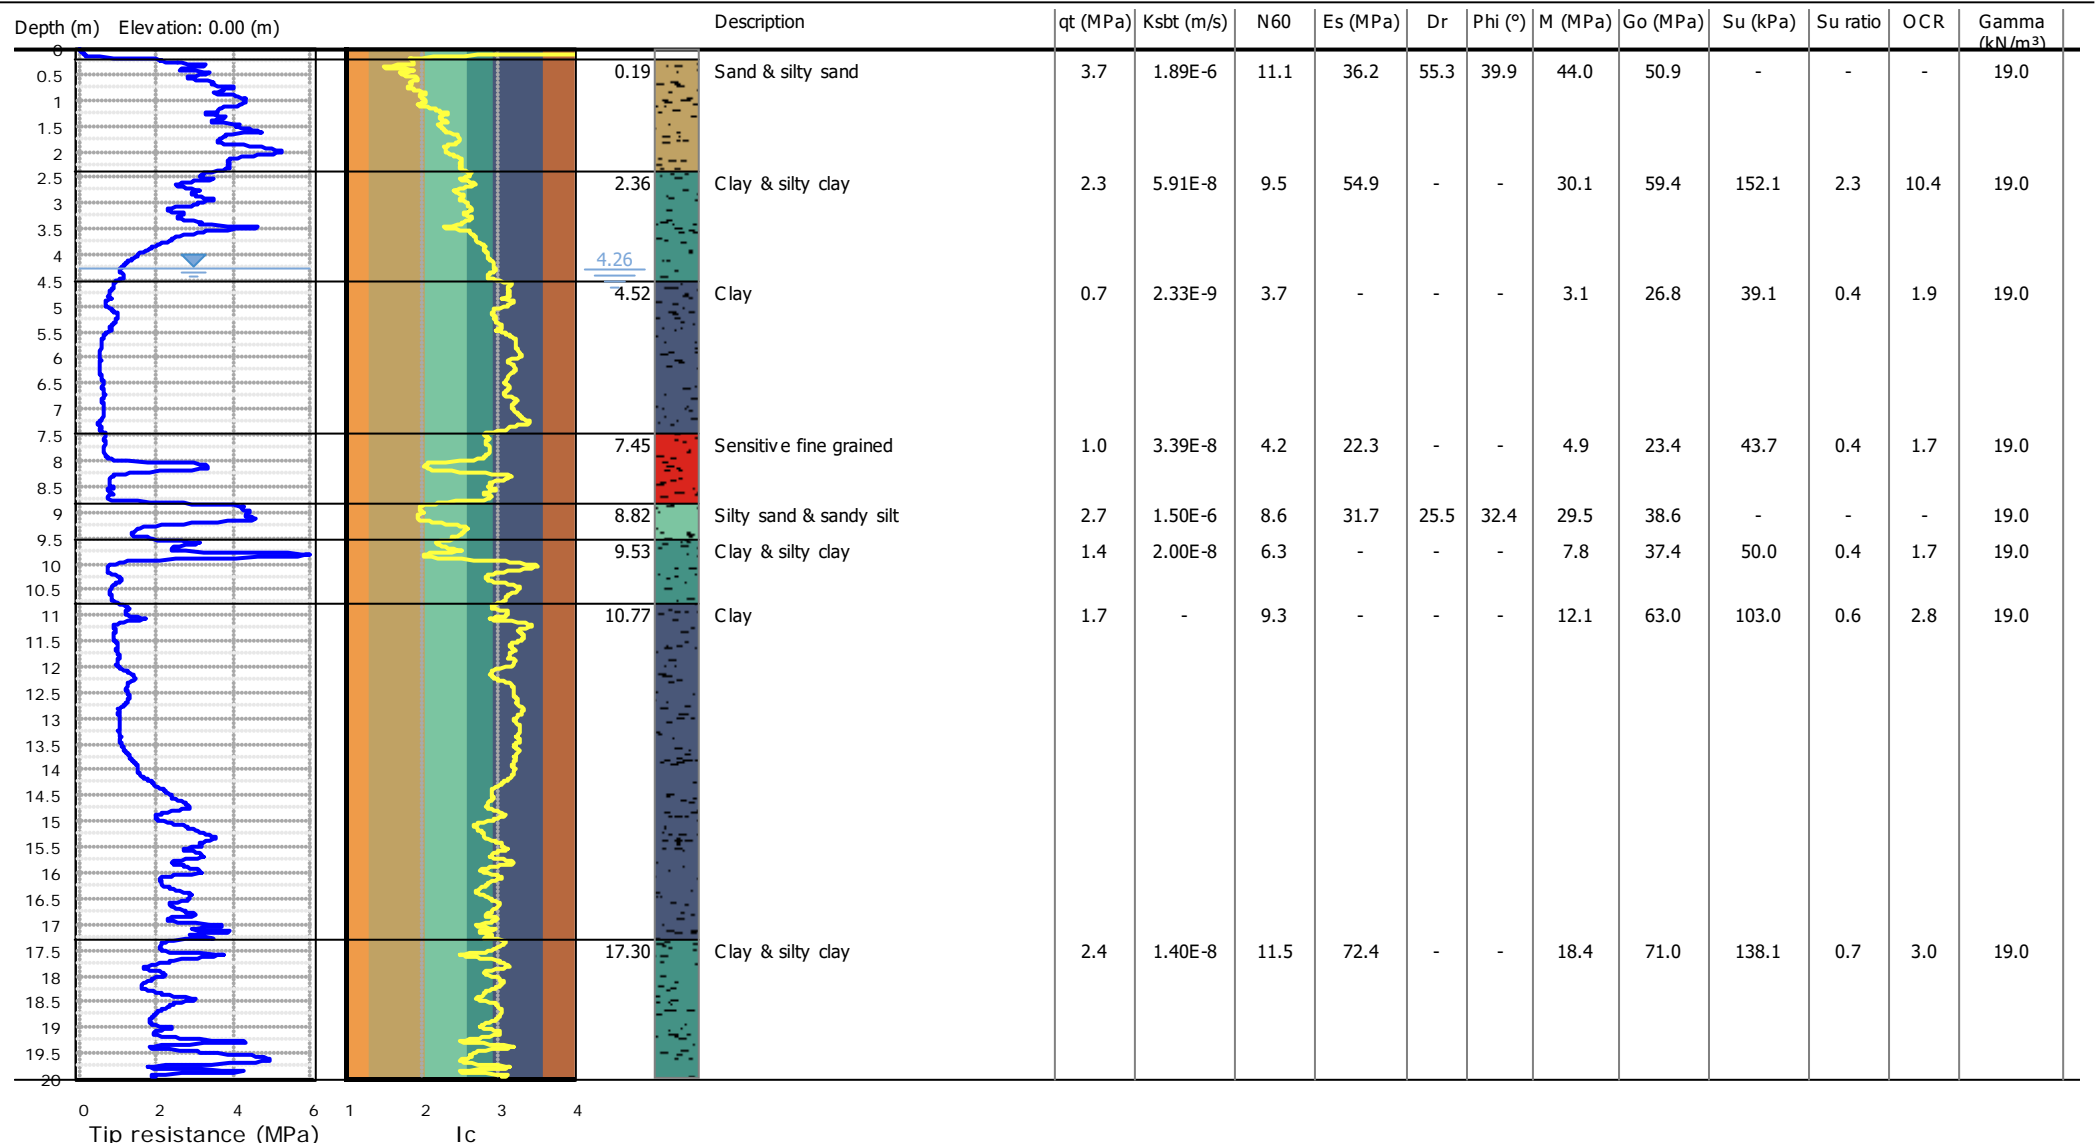 Depth (m) Elevation: 0.00 (m) Description qt (MPa) Ksbt (m/s) N60 Es (MPa) Dr Phi (°) M (MPa) Go (MPa) Su (kPa) Su ratio OCR Gamma
(kN/m³)
0
0.5 0.19 Sand & silty sand 3.7 1.89E-6 11.1 36.2 55.3 39.9 44.0 50.9 - - - 19.0
1
1.5
2
2.5 2.36 Clay & silty clay 2.3 5.91E-8 9.5 54.9 - - 30.1 59.4 152.1 2.3 10.4 19.0
3
3.5
4 4.26
4.5 4.52 Clay 0.7 2.33E-9 3.7 - - - 3.1 26.8 39.1 0.4 1.9 19.0
5
5.5
6
6.5
7
7.5 7.45 Sensitive fine grained 1.0 3.39E-8 4.2 22.3 - - 4.9 23.4 43.7 0.4 1.7 19.0
8
8.5
9 8.82 Silty sand & sandy silt 2.7 1.50E-6 8.6 31.7 25.5 32.4 29.5 38.6 - - - 19.0
9.5 9.53 Clay & silty clay 1.4 2.00E-8 6.3 - - - 7.8 37.4 50.0 0.4 1.7 19.0
10
10.5
11 10.77 Clay 1.7 - 9.3 - - - 12.1 63.0 103.0 0.6 2.8 19.0
11.5
12
12.5
13
13.5
14
14.5
15
15.5
16
16.5
17
17.5 17.30 Clay & silty clay 2.4 1.40E-8 11.5 72.4 - - 18.4 71.0 138.1 0.7 3.0 19.0
18
18.5
19
19.5
20
0 2 4 6 1 2 3 4
Tip resistance (MPa) Ic